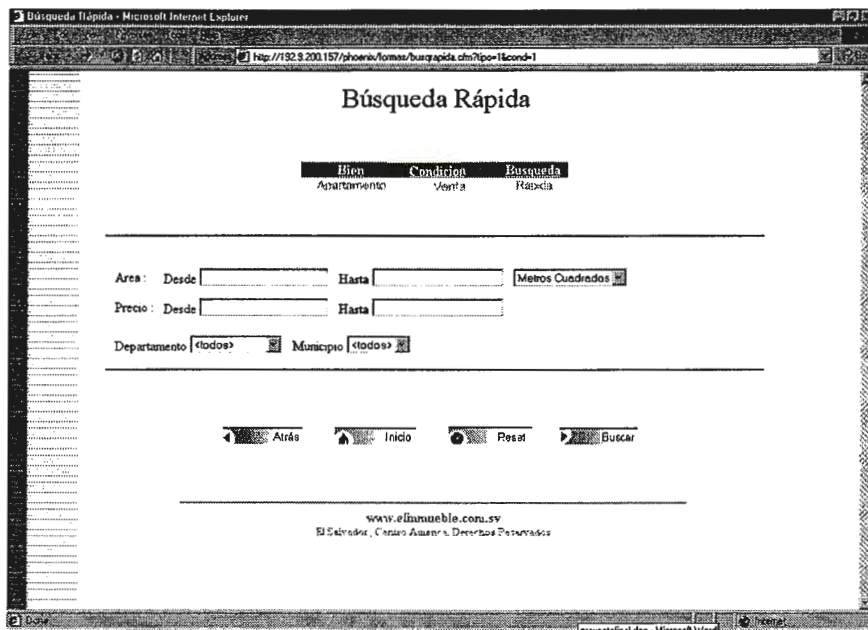 Búsqueda Rápida - Microsoft Internet Explorer
http://192.9.200.157/phoenix/formas/busqrapida.cfm?tipo=1&cond=1
Búsqueda Rápida
Bien Condicion Busqueda
Apartamento Venta Rápida
Area : Desde Hasta Metros Cuadrados
Precio : Desde Hasta
Departamento <todos> Municipio <todos>
Atrás Inicio Reset Buscar
www.elinmueble.com.sv
El Salvador, Centro America, Derechos Reservados
Done Internet